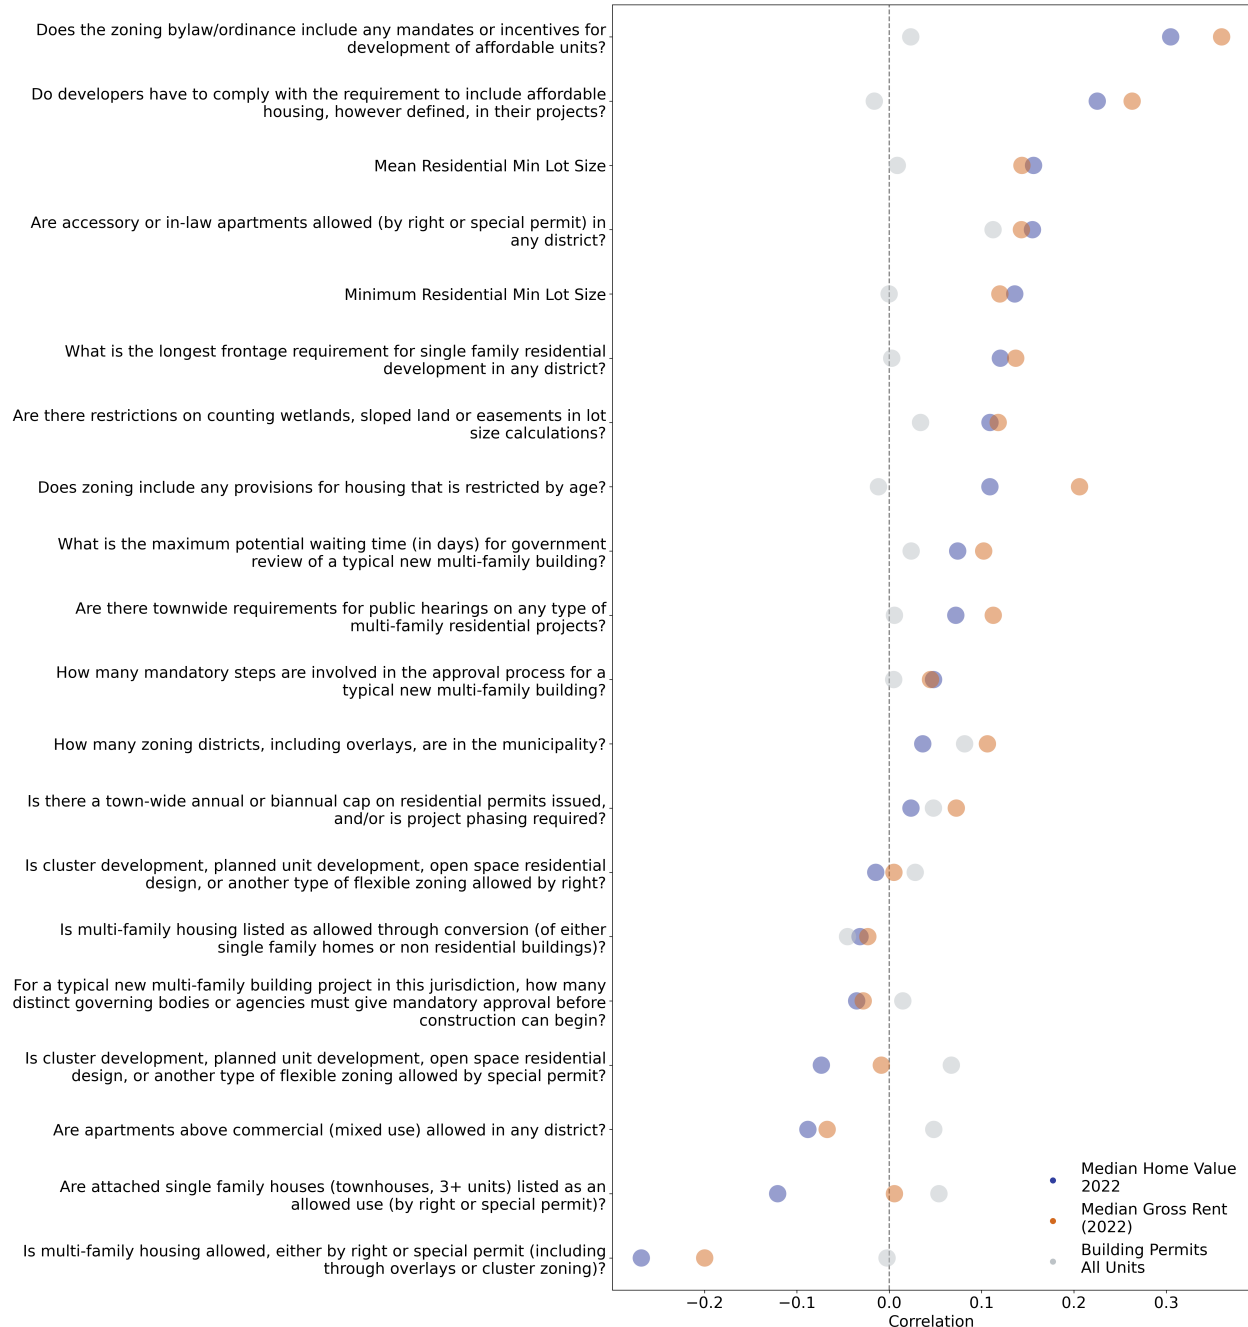 Does the zoning bylaw/ordinance include any mandates or incentives for
development of affordable units?
Do developers have to comply with the requirement to include affordable
housing, however defined, in their projects?
Mean Residential Min Lot Size
Are accessory or in-law apartments allowed (by right or special permit) in
any district?
Minimum Residential Min Lot Size
What is the longest frontage requirement for single family residential
development in any district?
Are there restrictions on counting wetlands, sloped land or easements in lot
size calculations?
Does zoning include any provisions for housing that is restricted by age?
What is the maximum potential waiting time (in days) for government
review of a typical new multi-family building?
Are there townwide requirements for public hearings on any type of
multi-family residential projects?
How many mandatory steps are involved in the approval process for a
typical new multi-family building?
How many zoning districts, including overlays, are in the municipality?
Is there a town-wide annual or biannual cap on residential permits issued,
and/or is project phasing required?
Is cluster development, planned unit development, open space residential
design, or another type of flexible zoning allowed by right?
Is multi-family housing listed as allowed through conversion (of either
single family homes or non residential buildings)?
For a typical new multi-family building project in this jurisdiction, how many
distinct governing bodies or agencies must give mandatory approval before
construction can begin?
Is cluster development, planned unit development, open space residential
design, or another type of flexible zoning allowed by special permit?
Are apartments above commercial (mixed use) allowed in any district?
Are attached single family houses (townhouses, 3+ units) listed as an
allowed use (by right or special permit)?
Is multi-family housing allowed, either by right or special permit (including
through overlays or cluster zoning)?
Median Home Value
2022
Median Gross Rent
(2022)
Building Permits
All Units
−0.2 −0.1 0.0 0.1 0.2 0.3
Correlation